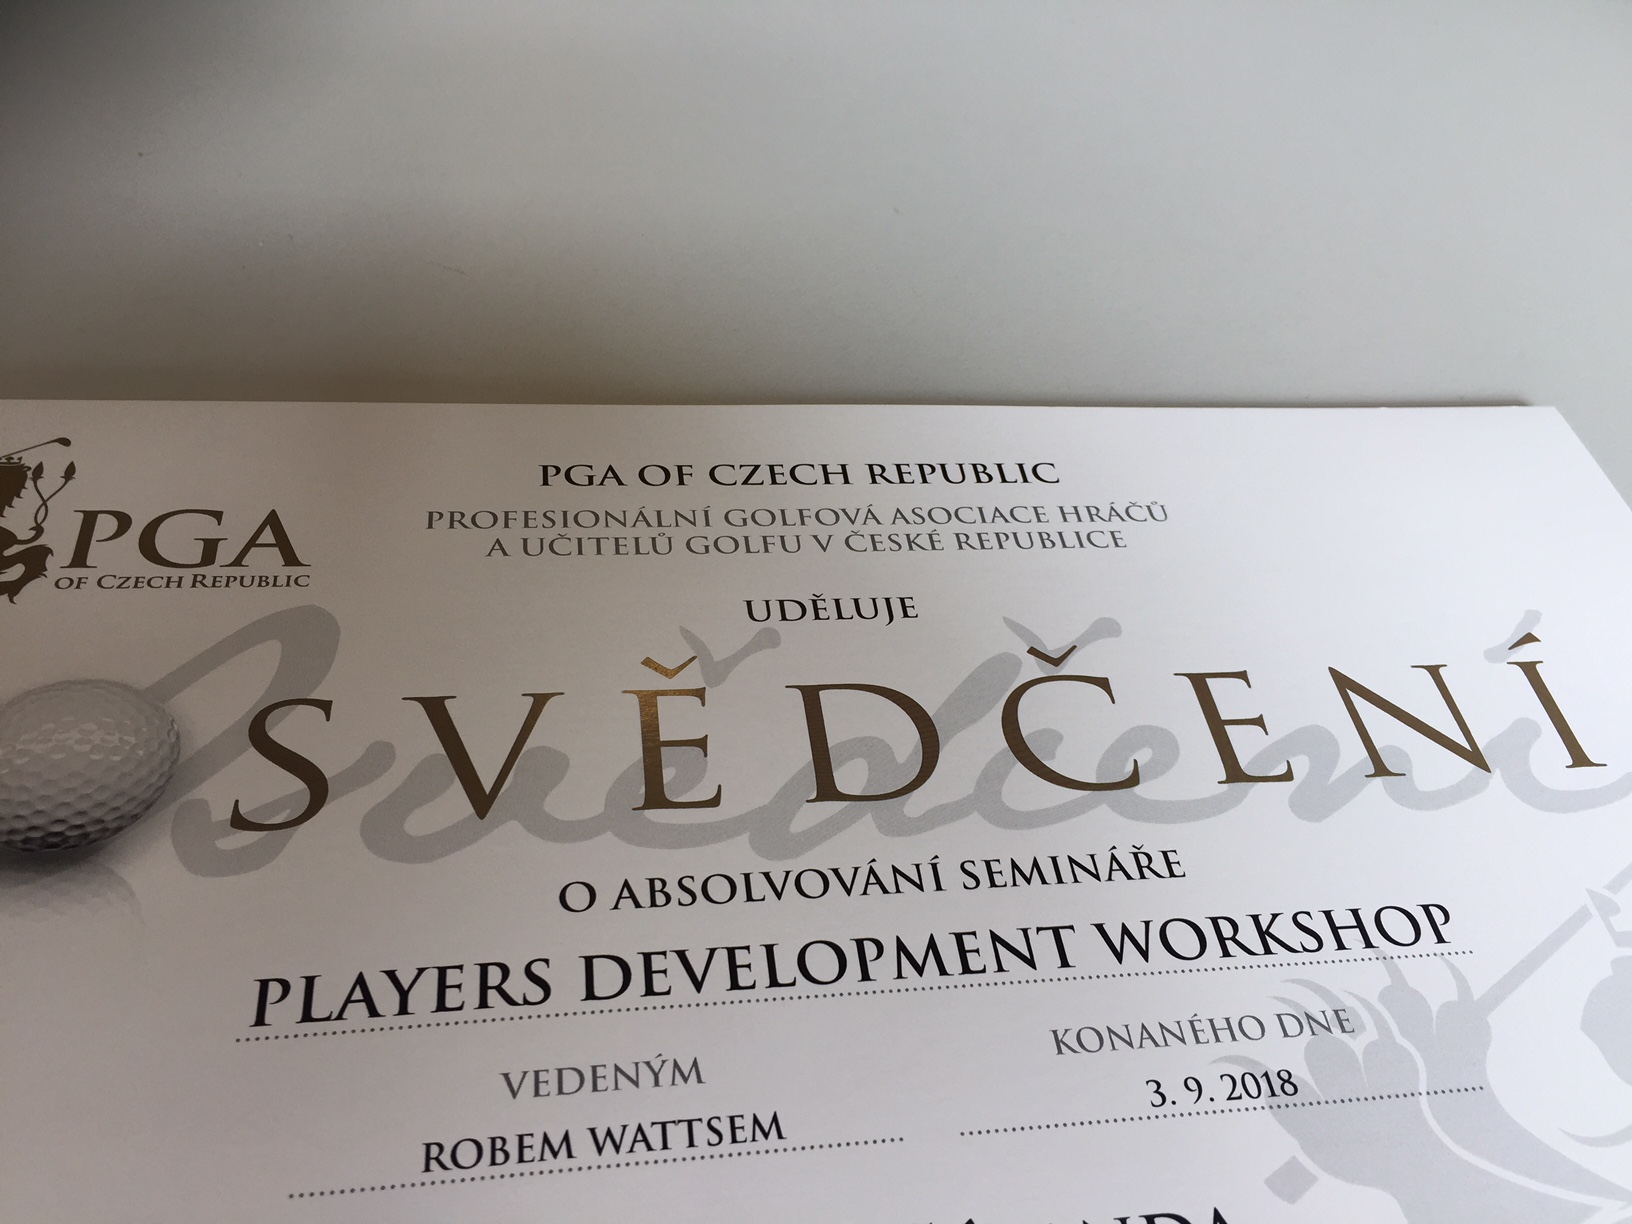 PGA OF CZECH REPUBLIC
PROFESIONÁLNÍ GOLFOVÁ ASOCIACE HRÁČŮ
A UČITELŮ GOLFU V ČESKÉ REPUBLICE
PGA
OF CZECH REPUBLIC
UDĚLUJE
Svědčení
SVĚDČENÍ
O ABSOLVOVÁNÍ SEMINÁŘE
PLAYERS DEVELOPMENT WORKSHOP
VEDENÝM
ROBEM WATTSEM
KONANÉHO DNE
3. 9. 2018